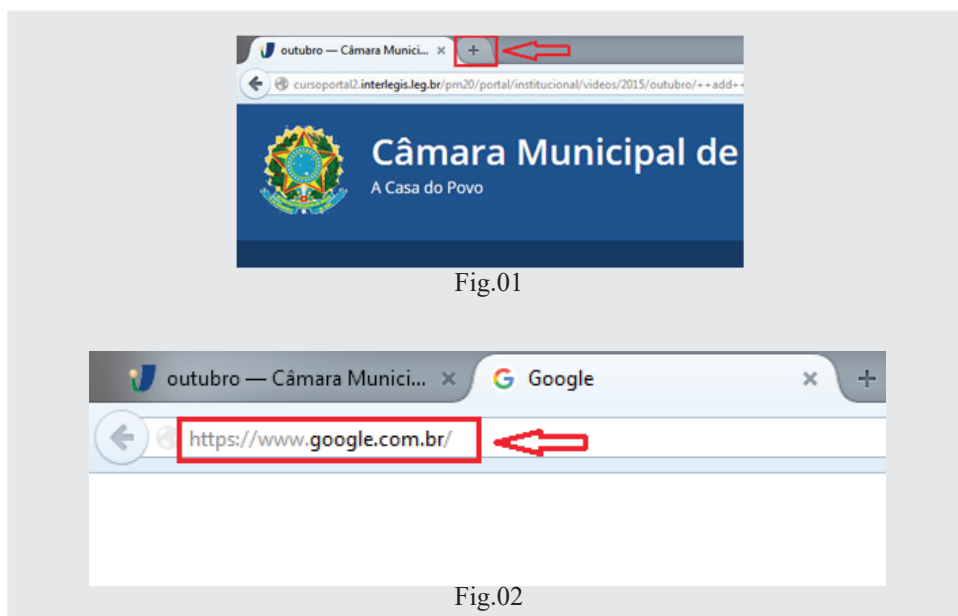 outubro — Câmara Munici... × +
cursoportal2.interlegis.leg.br/pm20/portal/institucional/videos/2015/outubro/++add+
Câmara Municipal de
A Casa do Povo
Fig.01
outubro — Câmara Munici... × G Google × +
https://www.google.com.br/
Fig.02